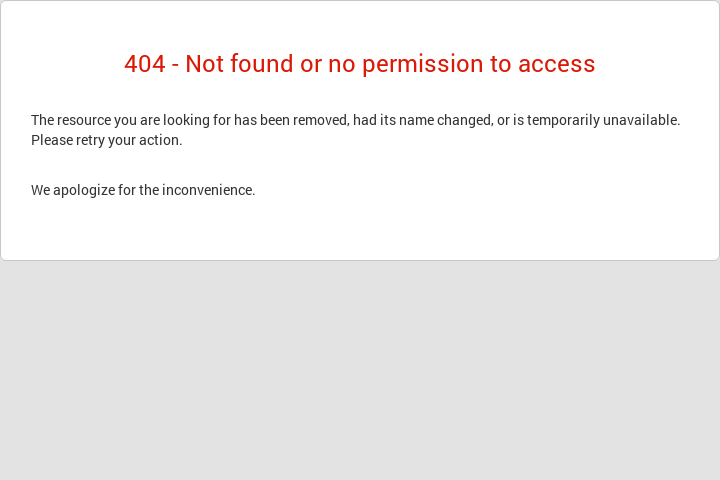 404 - Not found or no permission to access
The resource you are looking for has been removed, had its name changed, or is temporarily unavailable.
Please retry your action.
We apologize for the inconvenience.